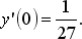 y'(0) = 1/27.